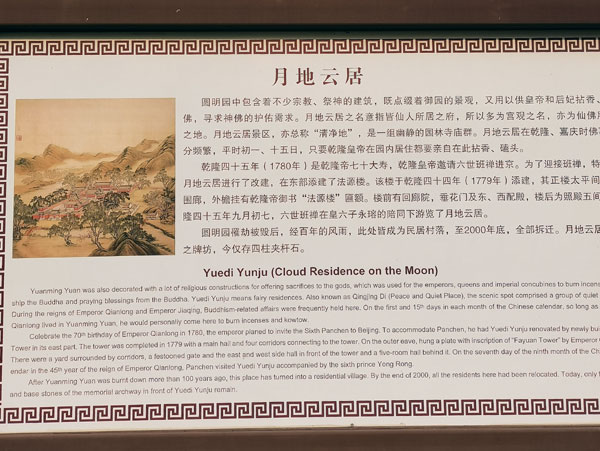 月地云居
圆明园中包含着不少宗教、祭神的建筑，既点缀着御园的景观，又用以供皇帝和后妃拈香、
佛，寻求神佛的护佑需求。月地云居之名意指皆仙人所居之府，所以多为宫观之名，亦为仙佛
之地。月地云居景区，亦总称“清净地”，是一组幽静的园林寺庙群。月地云居在乾隆、嘉庆时佛
分频繁，平时初一、十五日，只要乾隆皇帝在园内居住都要亲自在此拈香、磕头。
乾隆四十五年（1780年）是乾隆帝七十大寿，乾隆皇帝邀请六世班禅进京。为了迎接班禅，特
月地云居进行了改建，在东部添建了法源楼。该楼于乾隆四十四年（1779年）添建，其正楼太平间
围廊，外檐挂有乾隆帝御书“法源楼”匾额。楼前有回廊院，垂花门及东、西配殿，楼后为照殿五间
隆四十五年九月初七，六世班禅在皇六子永瑢的陪同下游览了月地云居。
圆明园罹劫被毁后，经百年的风雨，此处皆成为民居村落，至2000年底，全部拆迁。月地云居
之牌坊，今仅存四柱夹杆石。
Yuedi Yunju (Cloud Residence on the Moon)
Yuanming Yuan was also decorated with a lot of religious constructions for offering sacrifices to the gods, which was used for the emperors, queens and imperial concubines to burn incense
ship the Buddha and praying blessings from the Buddha. Yuedi Yunju means fairy residences. Also known as Qingjing Di (Peace and Quiet Place), the scenic spot comprised a group of quiet
During the reigns of Emperor Qianlong and Emperor Jiaqing, Buddhism-related affairs were frequently held here. On the first and 15th days in each month of the Chinese calendar, so long as
Qianlong lived in Yuanming Yuan, he would personally come here to burn incenses and kowtow.
Celebrate the 70th birthday of Emperor Qianlong in 1780, the emperor planed to invite the Sixth Panchen to Beijing. To accommodate Panchen, he had Yuedi Yunju renovated by newly
Tower in its east part. The tower was completed in 1779 with a main hall and four corridors connecting to the tower. On the outer eave, hung a plate with inscription of "Fayuan Tower" by Emperor
There were a yard surrounded by corridors, a festooned gate and the east and west side hall in front of the tower and a five-room hall behind it. On the seventh day of the ninth month of the
endar in the 45th year of the reign of Emperor Qianlong, Panchen visited Yuedi Yunju accompanied by the sixth prince Yong Rong.
After Yuanming Yuan was burnt down more than 100 years ago, this place has turned into a residential village. By the end of 2000, all the residents here had been relocated. Today, only
and base stones of the memorial archway in front of Yuedi Yunju remain.